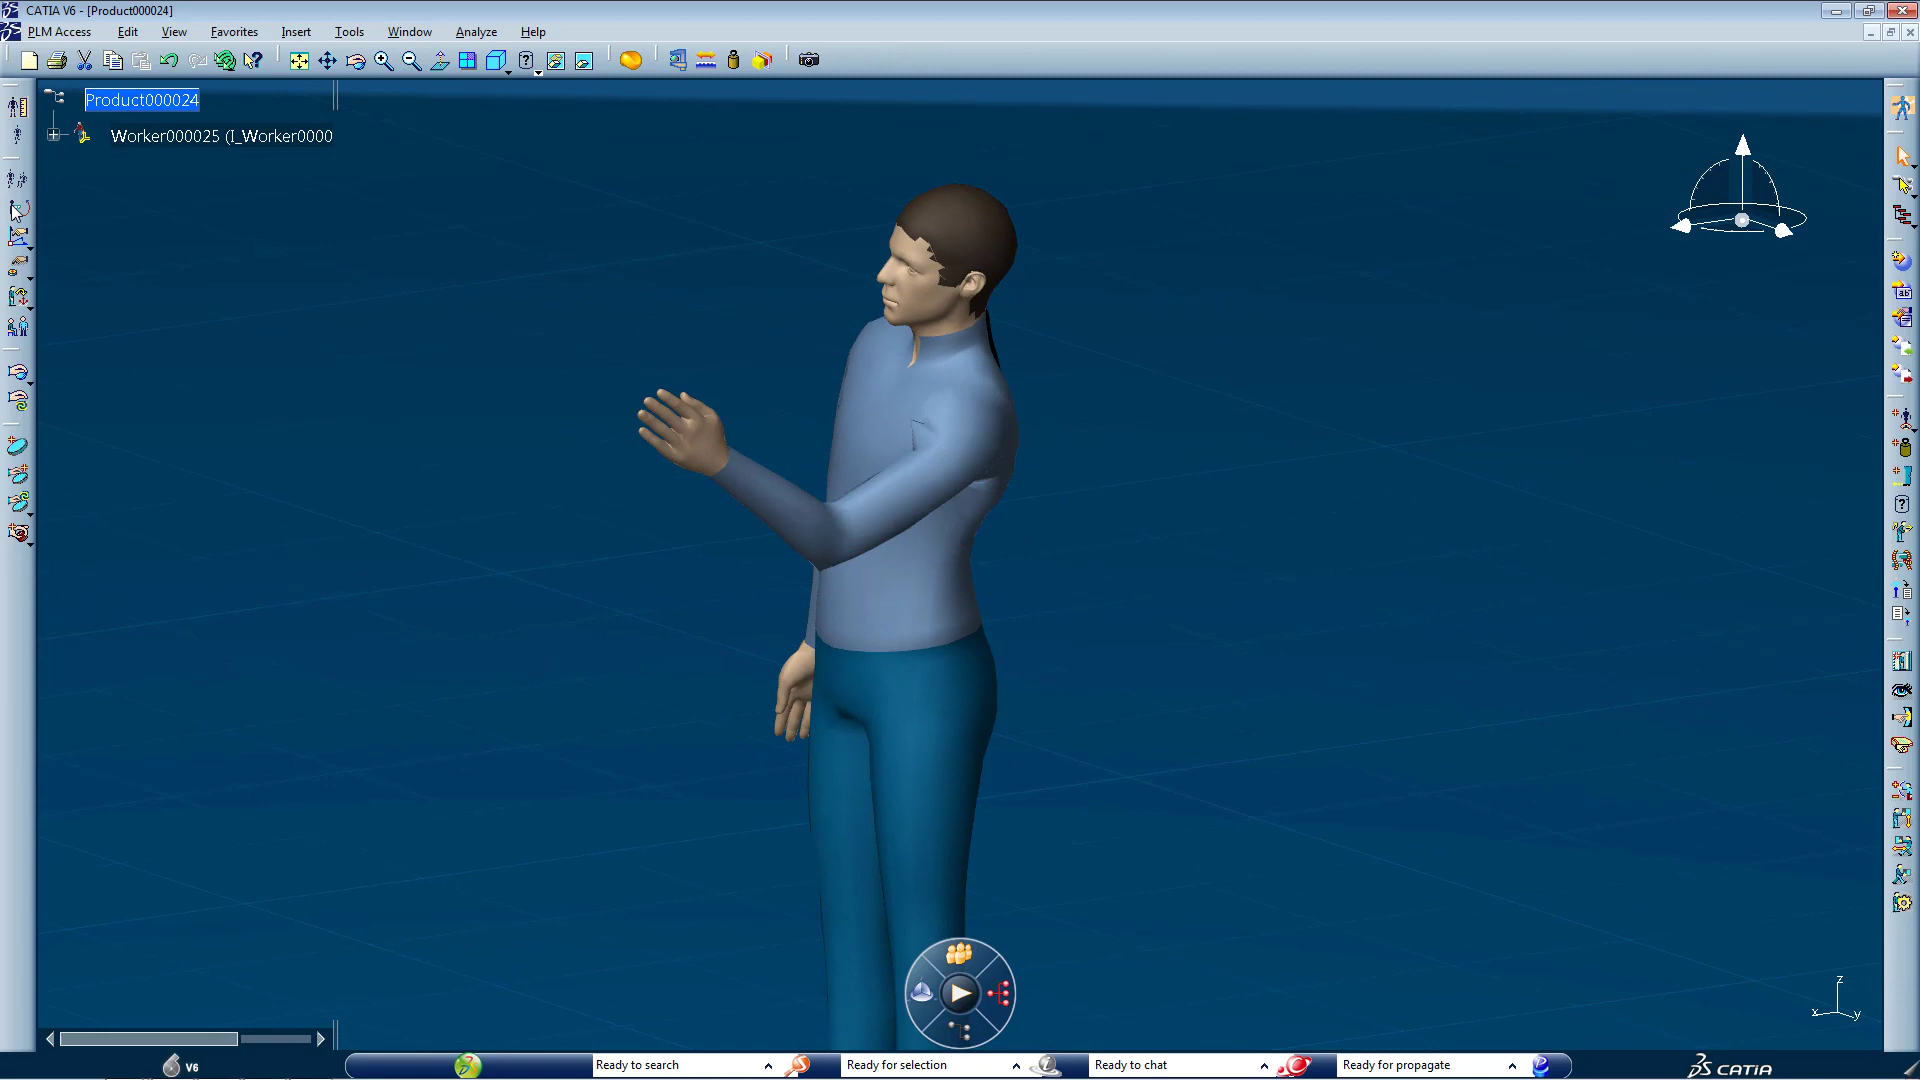 CATIA V6 - [Product000024]
PLM Access Edit View Favorites Insert Tools Window Analyze Help
Product000024
Worker000025 (I_Worker0000
z
x y
V6
Ready to search
Ready for selection
Ready to chat
Ready for propagate
CATIA